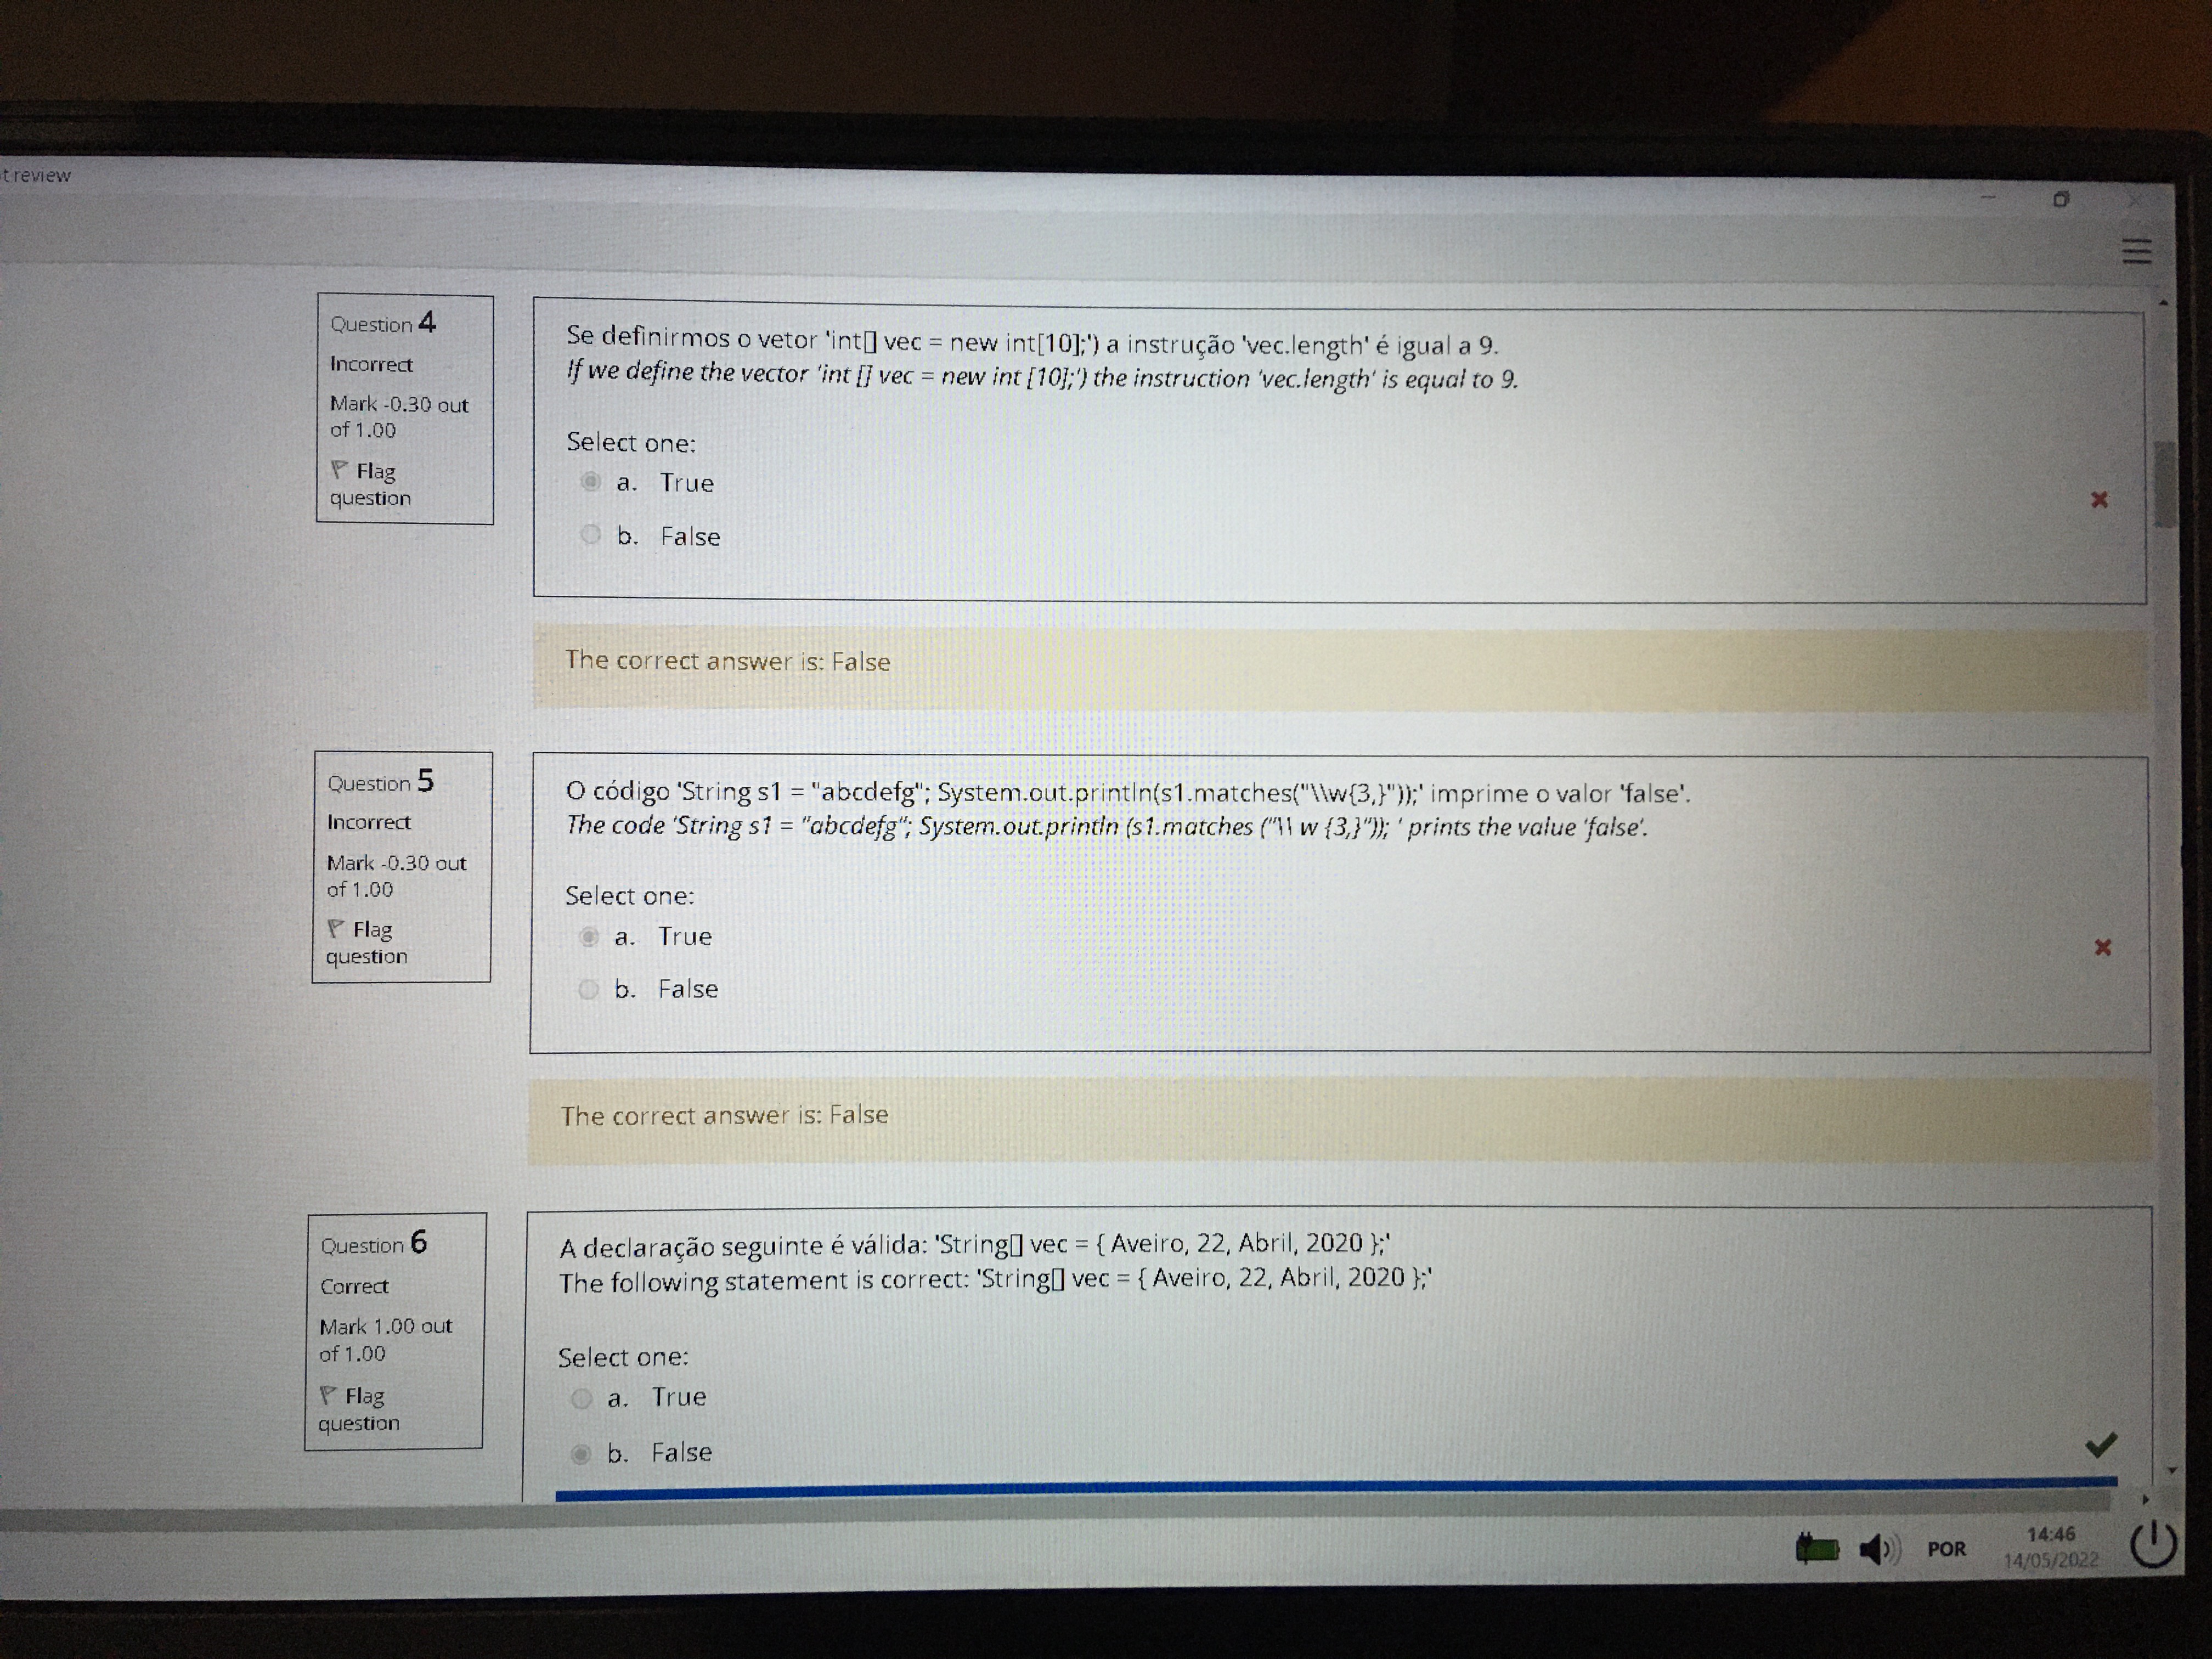 t review
Question 4
Incorrect
Mark -0.30 out
of 1.00
Flag
question
Se definirmos o vetor 'int[] vec = new int[10];') a instrução 'vec.length' é igual a 9.
If we define the vector 'int [] vec = new int [10];') the instruction 'vec.length' is equal to 9.
Select one:
a. True
b. False
The correct answer is: False
Question 5
Incorrect
Mark -0.30 out
of 1.00
Flag
question
O código 'String s1 = "abcdefg"; System.out.println(s1.matches("\\w{3,}"));' imprime o valor 'false'.
The code 'String s1 = "abcdefg"; System.out.println (s1.matches ("\\ w {3,}")); ' prints the value 'false'.
Select one:
a. True
b. False
The correct answer is: False
Question 6
Correct
Mark 1.00 out
of 1.00
Flag
question
A declaração seguinte é válida: 'String[] vec = { Aveiro, 22, Abril, 2020 };'
The following statement is correct: 'String[] vec = { Aveiro, 22, Abril, 2020 };'
Select one:
a. True
b. False
POR
14:46
14/05/2022